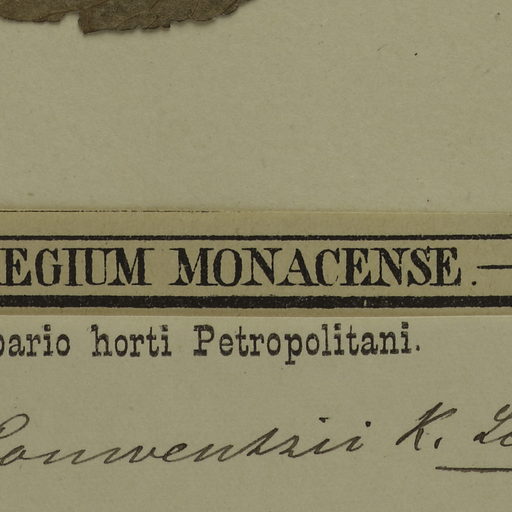 EGIUM MONACENSE.—
bario horti Petropolitani.
Conwentzii K.